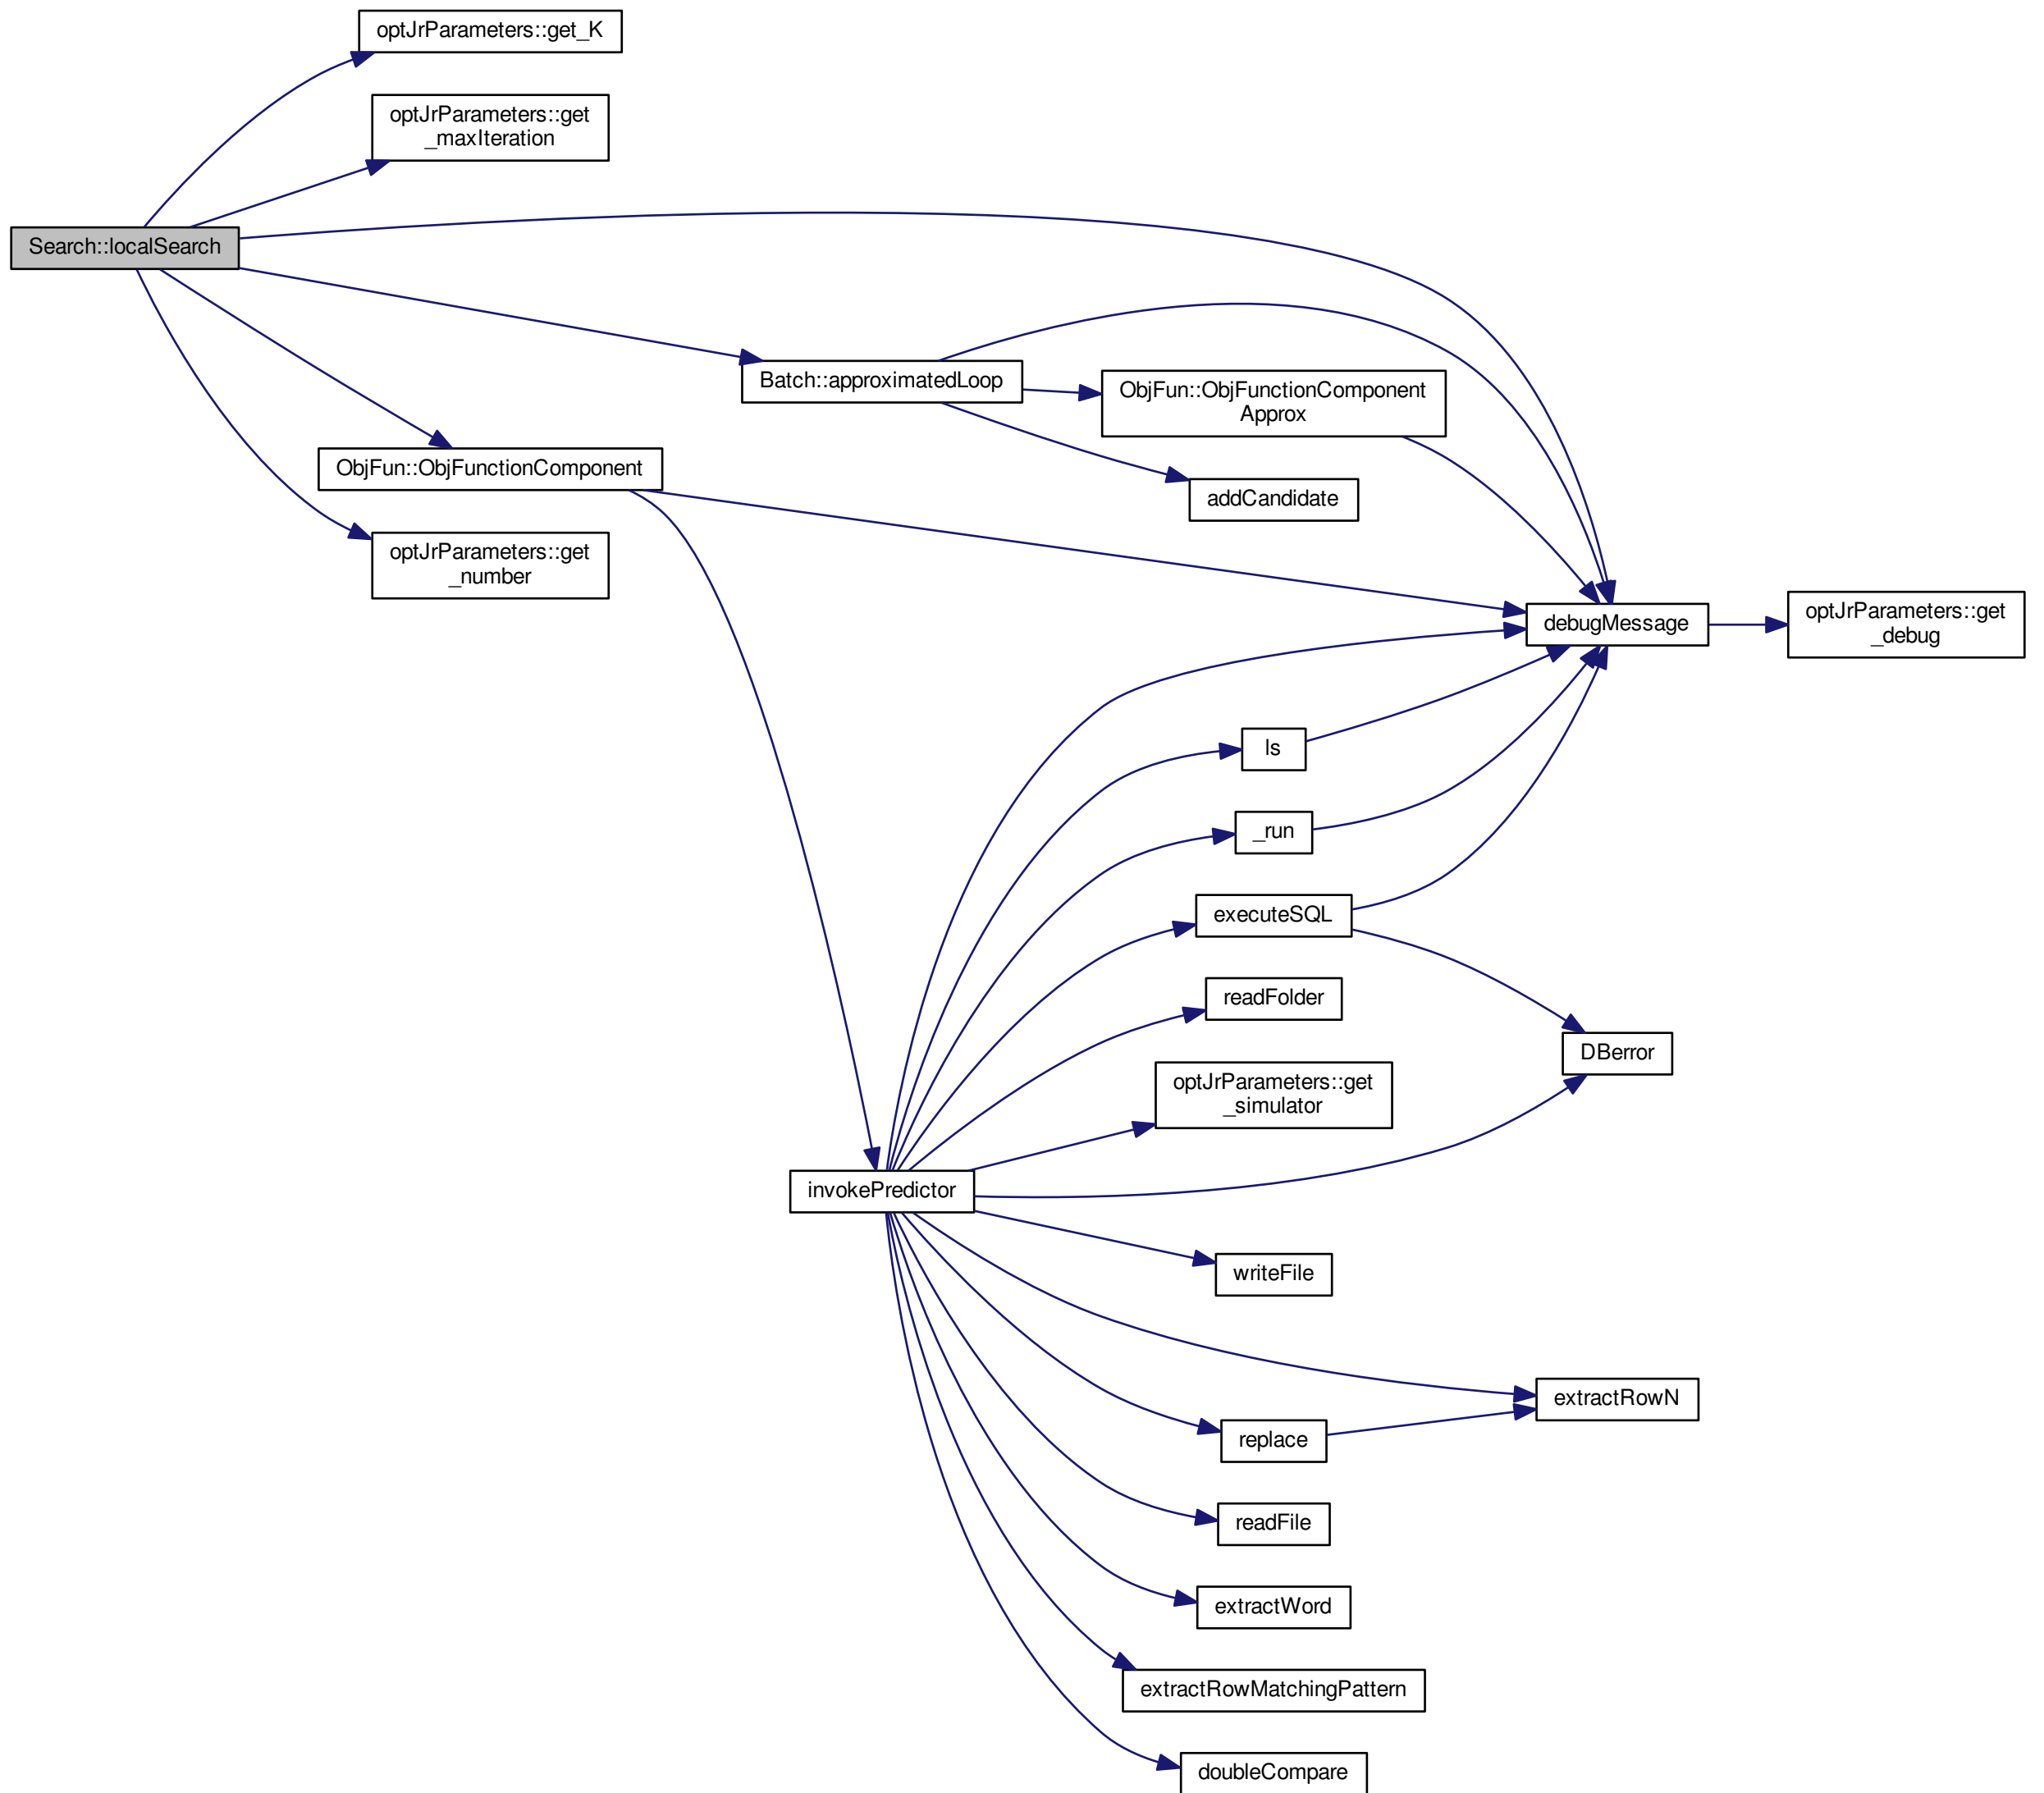 optJrParameters::get_K
optJrParameters::get
_maxIteration
Search::localSearch
Batch::approximatedLoop
ObjFun::ObjFunctionComponent
Approx
ObjFun::ObjFunctionComponent
addCandidate
optJrParameters::get
_number
debugMessage
optJrParameters::get
_debug
ls
_run
executeSQL
readFolder
DBerror
optJrParameters::get
_simulator
invokePredictor
writeFile
extractRowN
replace
readFile
extractWord
extractRowMatchingPattern
doubleCompare